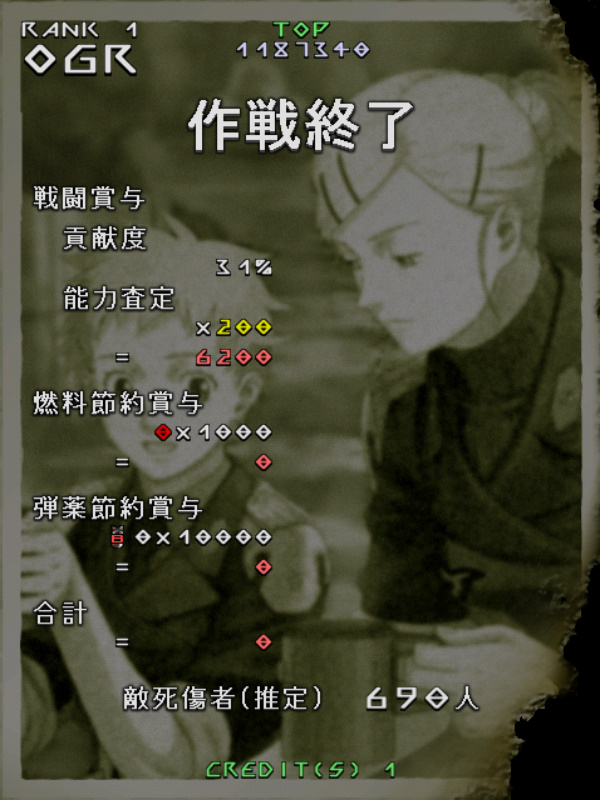 RANK 1
OGR
TOP
1187340
作戦終了
戦闘賞与
貢献度
31%
能力査定
×200
= 6200
燃料節約賞与
0×1000
= 0
弾薬節約賞与
0×10000
= 0
合計
= 0
敵死傷者(推定) 690人
CREDIT(S) 1